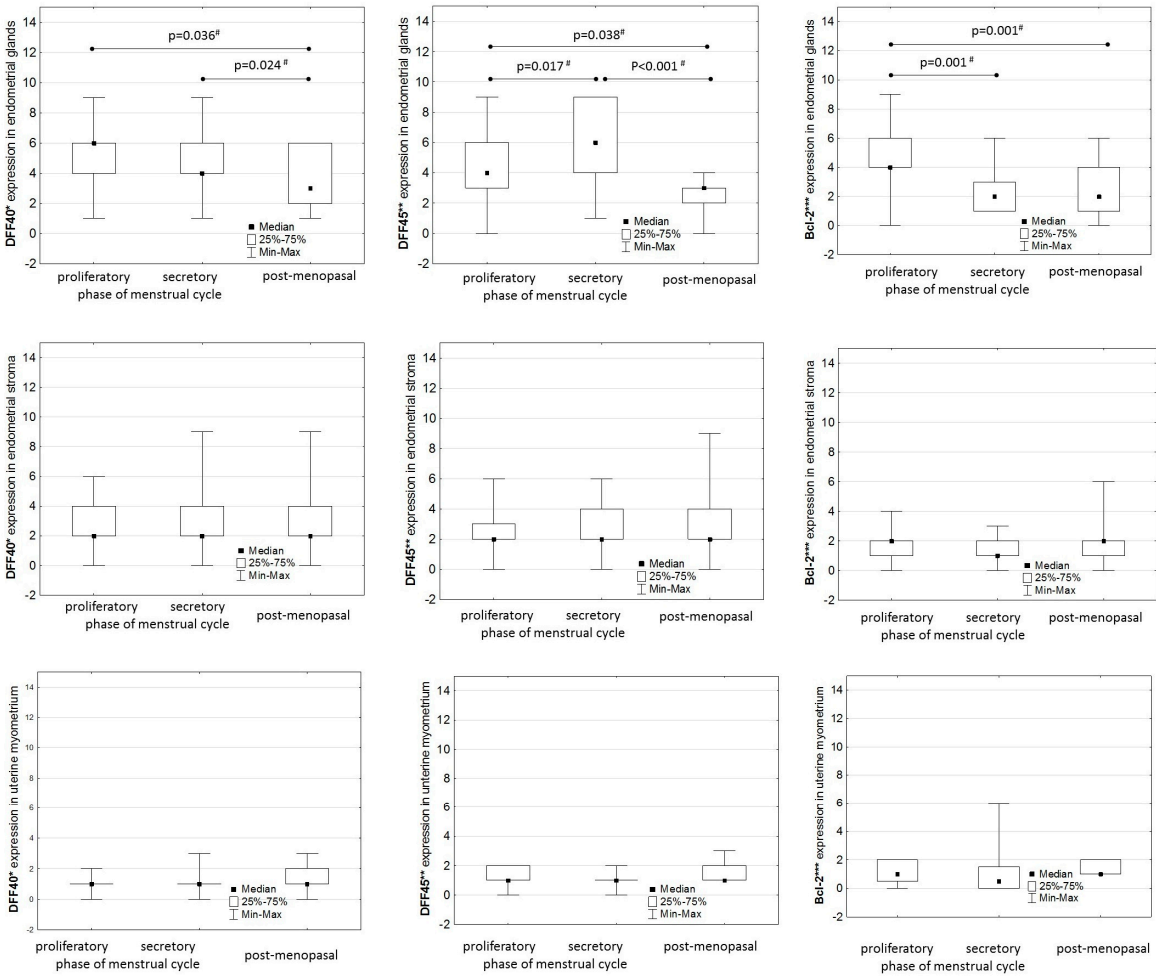 DFF40* expression in endometrial glands
14
12
10
8
6
4
2
0
-2
p=0.036#
p=0.024 #
Median
25%-75%
Min-Max
proliferatory secretory post-menopasal
phase of menstrual cycle
DFF45** expression in endometrial glands
14
12
10
8
6
4
2
0
-2
p=0.038#
p=0.017 # P<0.001 #
Median
25%-75%
Min-Max
proliferatory secretory post-menopasal
phase of menstrual cycle
Bcl-2*** expression in endometrial glands
14
12
10
8
6
4
2
0
-2
p=0.001#
p=0.001 #
Median
25%-75%
Min-Max
proliferatory secretory post-menopasal
phase of menstrual cycle
DFF40* expression in endometrial stroma
14
12
10
8
6
4
2
0
-2
Median
25%-75%
Min-Max
proliferatory secretory post-menopasal
phase of menstrual cycle
DFF45** expression in endometrial stroma
14
12
10
8
6
4
2
0
-2
Median
25%-75%
Min-Max
proliferatory secretory post-menopasal
phase of menstrual cycle
Bcl-2*** expression in endometrial stroma
14
12
10
8
6
4
2
0
-2
Median
25%-75%
Min-Max
proliferatory secretory post-menopasal
phase of menstrual cycle
DFF40* expression in uterine myometrium
14
12
10
8
6
4
2
0
-2
Median
25%-75%
Min-Max
proliferatory secretory post-menopasal
phase of menstrual cycle
DFF45** expression in unterine myometrium
14
12
10
8
6
4
2
0
-2
Median
25%-75%
Min-Max
proliferatory secretory post-menopasal
phase of menstrual cycle
Bcl-2*** expression in uterine myometrium
14
12
10
8
6
4
2
0
-2
Median
25%-75%
Min-Max
proliferatory secretory post-menopasal
phase of menstrual cycle